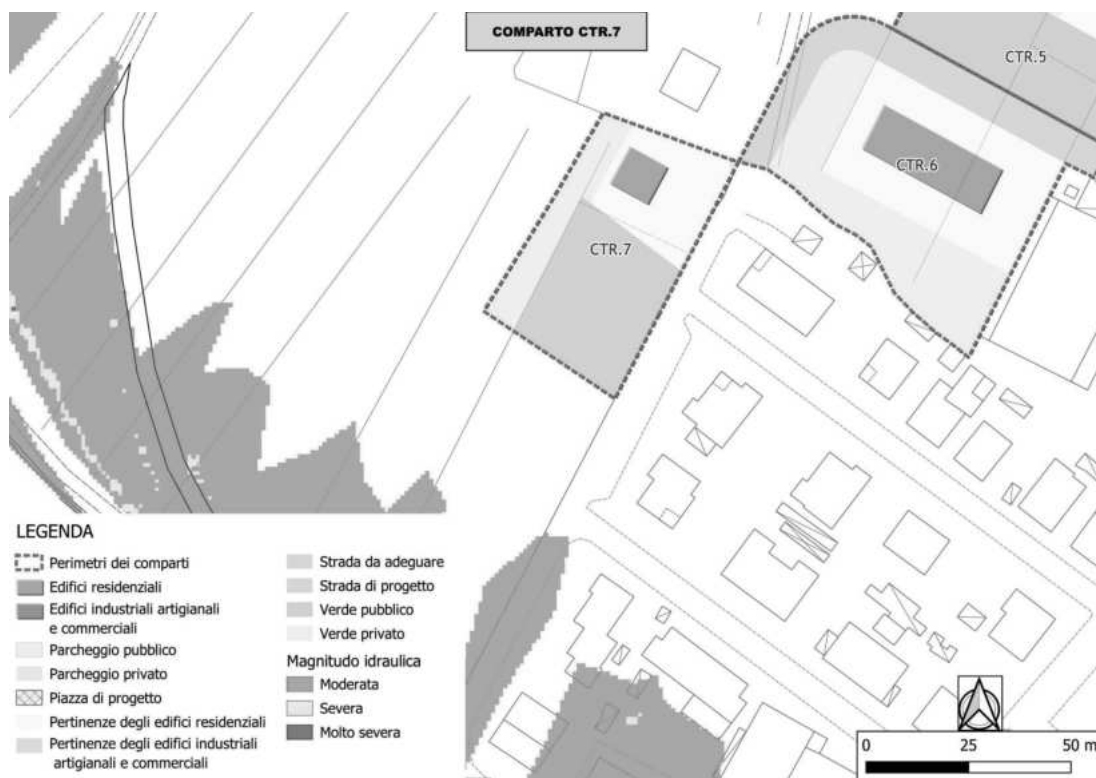 COMPARTO CTR.7
CTR.5
CTR.6
CTR.7
LEGENDA
Perimetri dei comparti
Edifici residenziali
Edifici industriali artigianali
e commerciali
Parcheggio pubblico
Parcheggio privato
Piazza di progetto
Pertinenze degli edifici residenziali
Pertinenze degli edifici industriali
artigianali e commerciali
Strada da adeguare
Strada di progetto
Verde pubblico
Verde privato
Magnitudo idraulica
Moderata
Severa
Molto severa
0 25 50 m